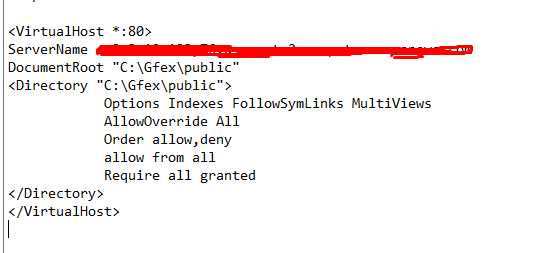 <VirtualHost *:80>
ServerName
DocumentRoot "C:\Gfex\public"
<Directory "C:\Gfex\public">
Options Indexes FollowSymLinks MultiViews
AllowOverride All
Order allow,deny
allow from all
Require all granted
</Directory>
</VirtualHost>